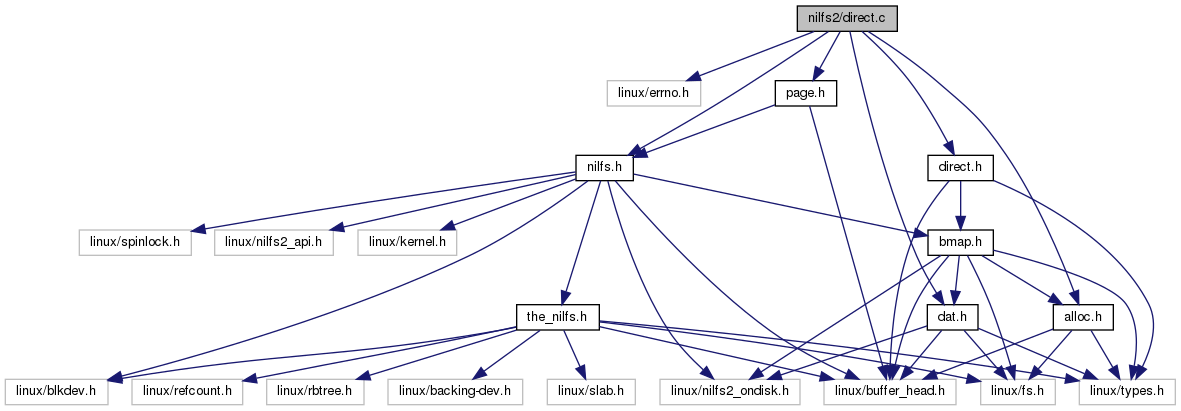 nilfs2/direct.c
linux/errno.h
page.h
nilfs.h
direct.h
linux/spinlock.h
linux/nilfs2_api.h
linux/kernel.h
bmap.h
the_nilfs.h
dat.h
alloc.h
linux/blkdev.h
linux/refcount.h
linux/rbtree.h
linux/backing-dev.h
linux/slab.h
linux/nilfs2_ondisk.h
linux/buffer_head.h
linux/fs.h
linux/types.h